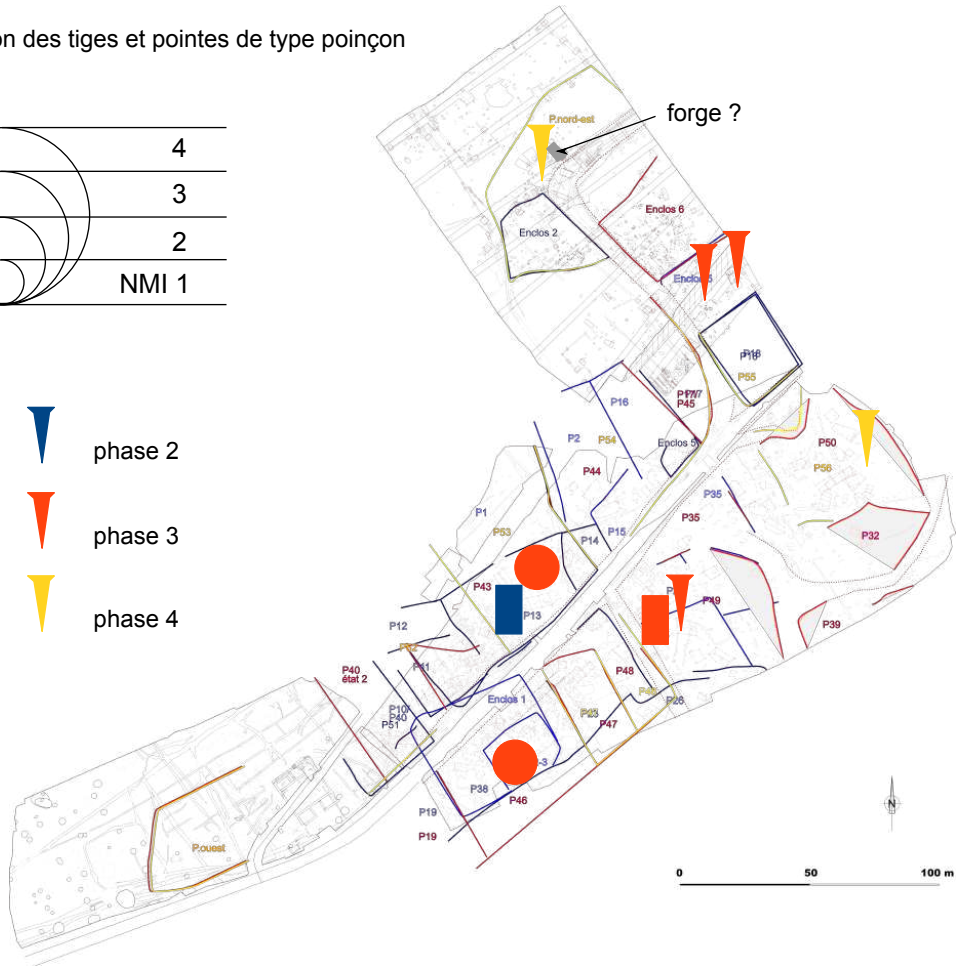 on des tiges et pointes de type poinçon
4
3
2
NMI 1
phase 2
phase 3
phase 4
forge ?
P.nord-est
Enclos 2
Enclos 6
P55
P16
P45
P2
P54
Enclos 5
P44
P50
P56
P1
P53
P35
P35
P15
P14
P32
P43
P13
P49
P39
P12
P40
état 2
P41
P48
P26
P40
P51
Enclos 1
P47
P38
P46
P19
P19
P.ouest
N
0 50 100 m